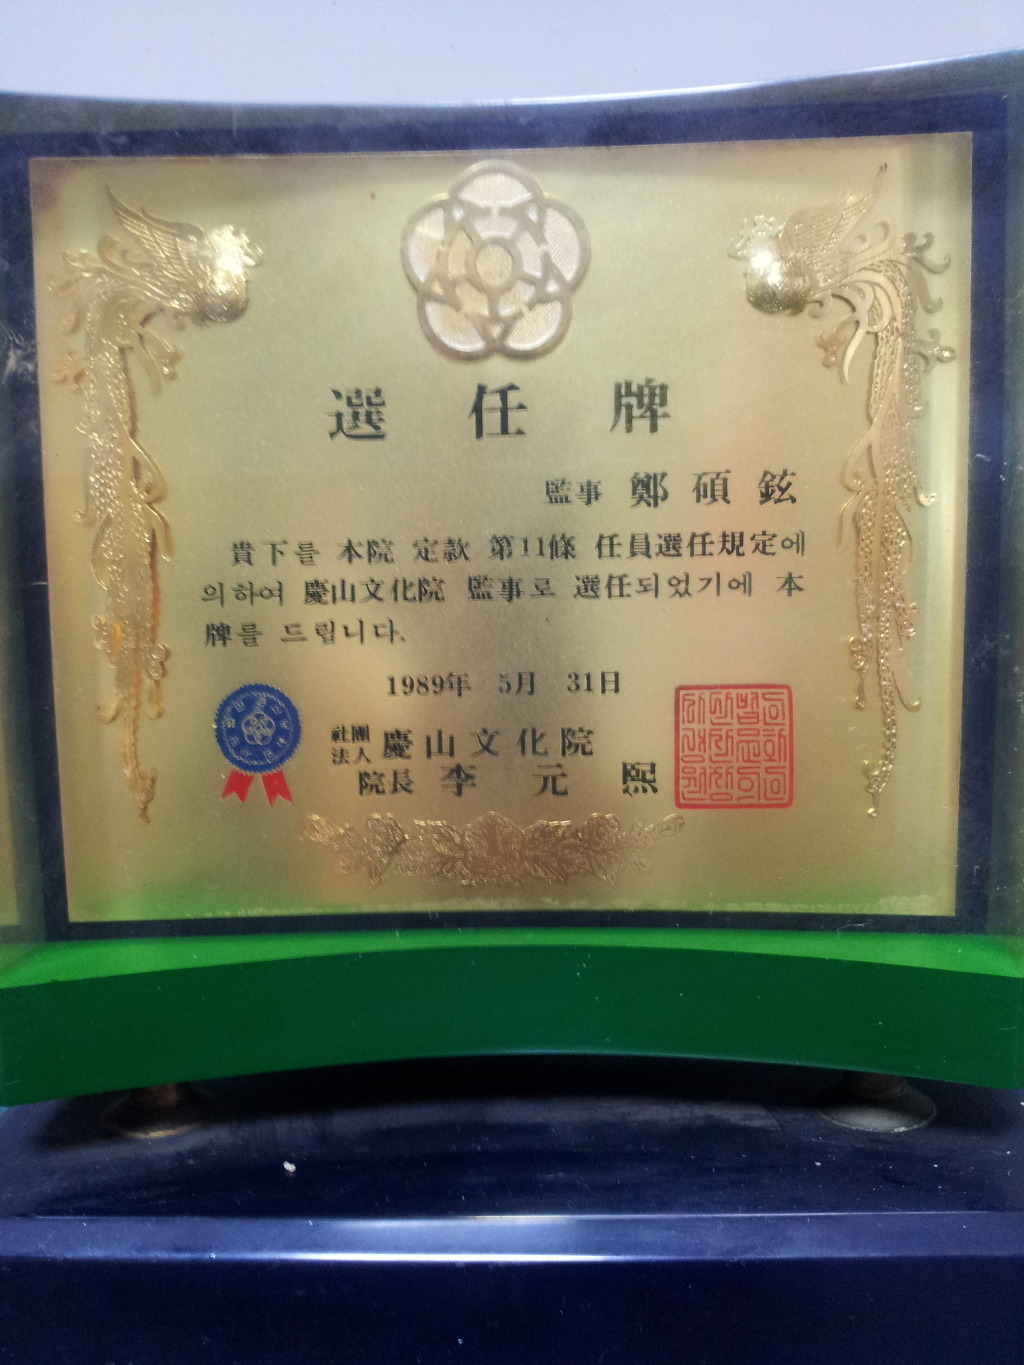 選任牌
監事 鄭碩鉉
貴下를 本院 定款 第11條 任員選任規定에
의하여 慶山文化院 監事로 選任되었기에 本
牌를 드립니다.
1989年 5月 31日
社團法人 慶山文化院
院長 李元熙